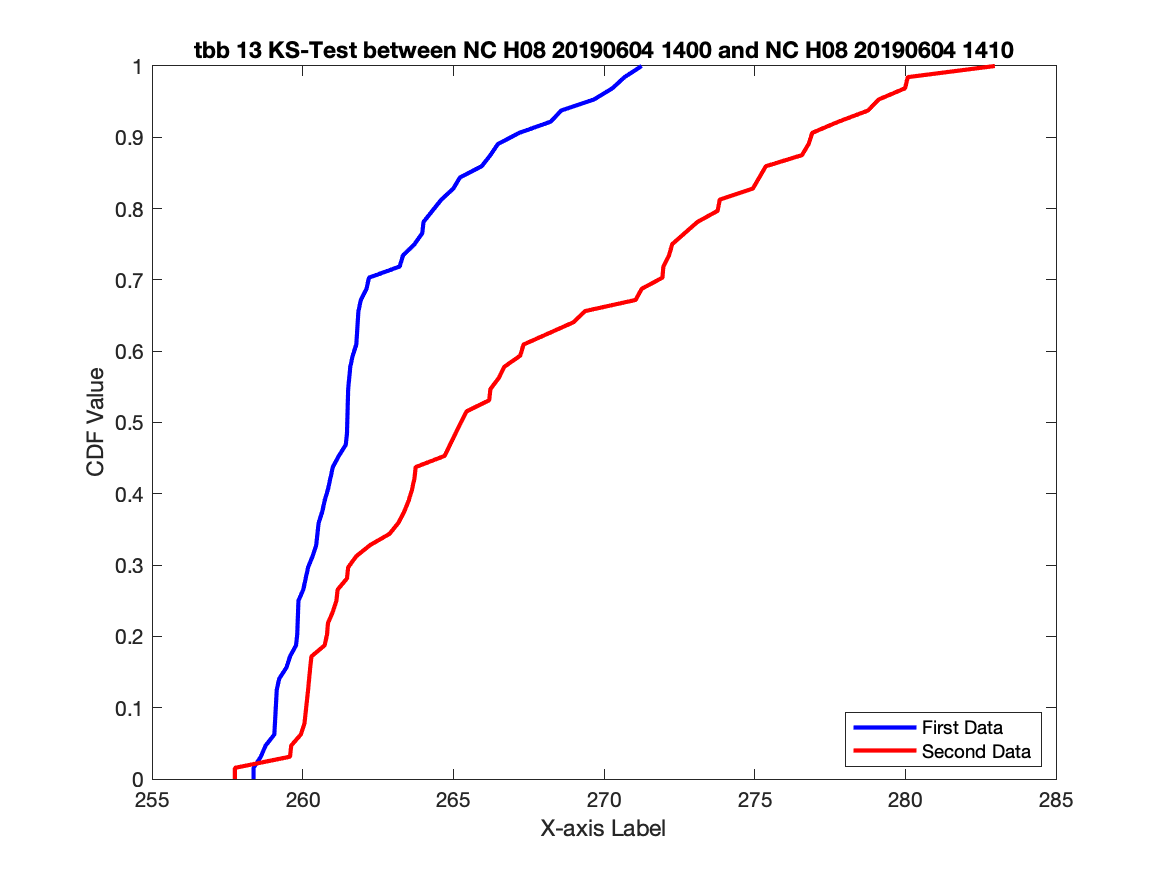 tbb 13 KS-Test between NC H08 20190604 1400 and NC H08 20190604 1410
1
0.9
0.8
0.7
0.6
0.5
0.4
0.3
0.2
0.1
0
CDF Value
First Data
Second Data
255 260 265 270 275 280 285
X-axis Label